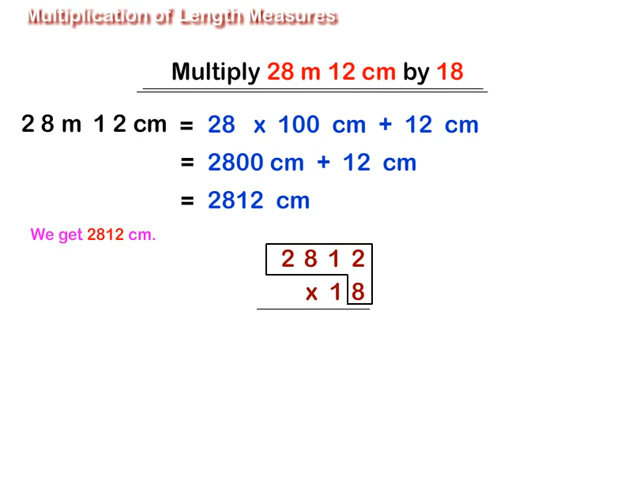 Multiplication of Length Measures
Multiply 28 m 12 cm by 18
2 8 m 1 2 cm = 28 x 100 cm + 12 cm
= 2800 cm + 12 cm
= 2812 cm
We get 2812 cm.
2 8 1 2
x 1 8